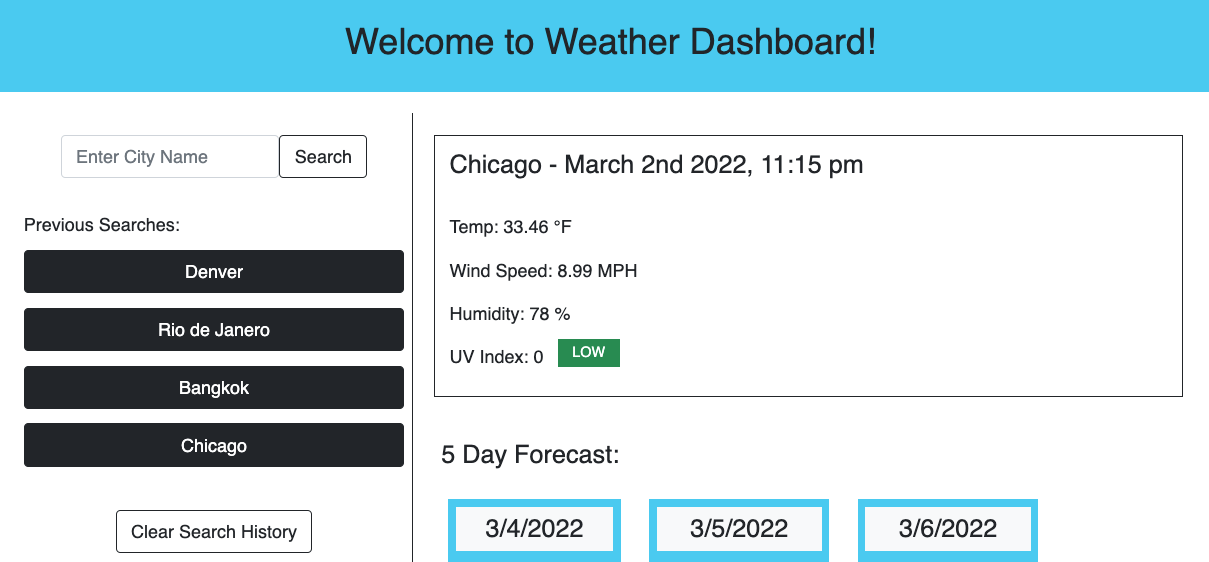 Welcome to Weather Dashboard!
Enter City Name
Search
Previous Searches:
Denver
Rio de Janero
Bangkok
Chicago
Clear Search History
Chicago - March 2nd 2022, 11:15 pm
Temp: 33.46 °F
Wind Speed: 8.99 MPH
Humidity: 78 %
UV Index: 0 LOW
5 Day Forecast:
3/4/2022
3/5/2022
3/6/2022